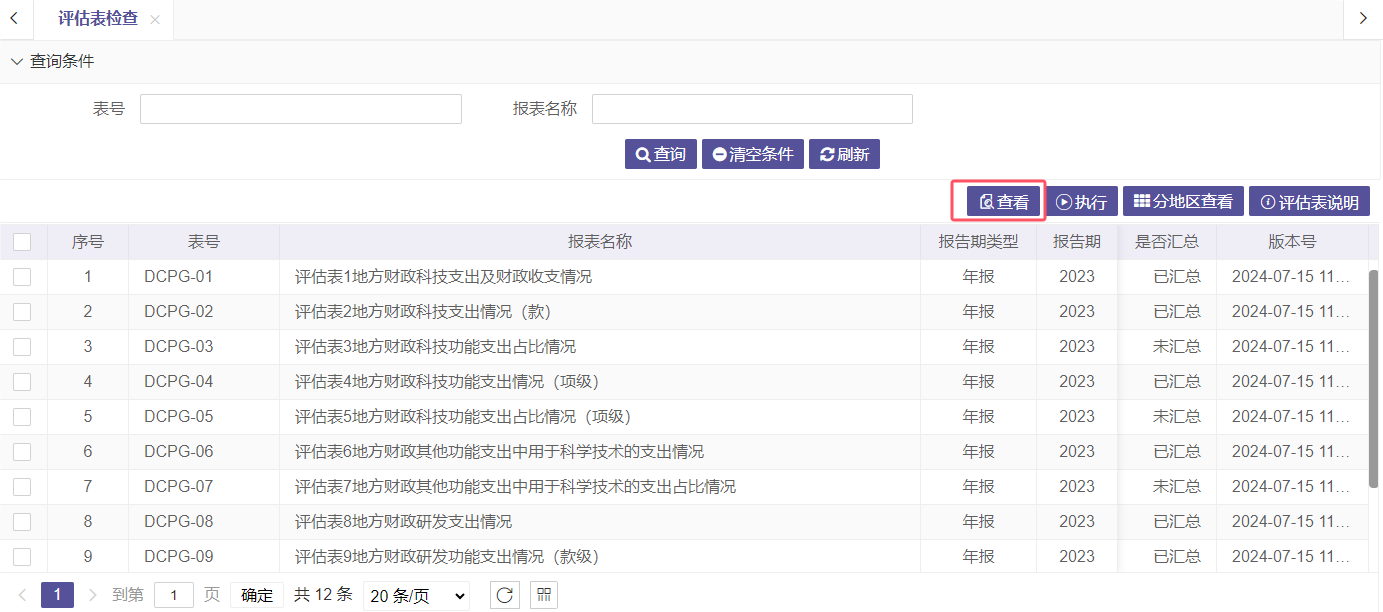 评估表检查
查询条件
表号 报表名称
查询 清空条件 刷新
查看 执行 分地区查看 评估表说明
序号 表号 报表名称 报告期类型 报告期 是否汇总 版本号
1 DCPG-01 评估表1地方财政科技支出及财政收支情况 年报 2023 已汇总 2024-07-15 11...
2 DCPG-02 评估表2地方财政科技支出情况（款） 年报 2023 已汇总 2024-07-15 11...
3 DCPG-03 评估表3地方财政科技功能支出占比情况 年报 2023 未汇总 2024-07-15 11...
4 DCPG-04 评估表4地方财政科技功能支出情况（项级） 年报 2023 已汇总 2024-07-15 11...
5 DCPG-05 评估表5地方财政科技功能支出占比情况（项级） 年报 2023 未汇总 2024-07-15 11...
6 DCPG-06 评估表6地方财政其他功能支出中用于科学技术的支出情况 年报 2023 已汇总 2024-07-15 11...
7 DCPG-07 评估表7地方财政其他功能支出中用于科学技术的支出占比情况 年报 2023 未汇总 2024-07-15 11...
8 DCPG-08 评估表8地方财政研发支出情况 年报 2023 已汇总 2024-07-15 11...
9 DCPG-09 评估表9地方财政研发功能支出情况（款级） 年报 2023 已汇总 2024-07-15 11...
1 到第 1 页 确定 共 12 条 20 条/页